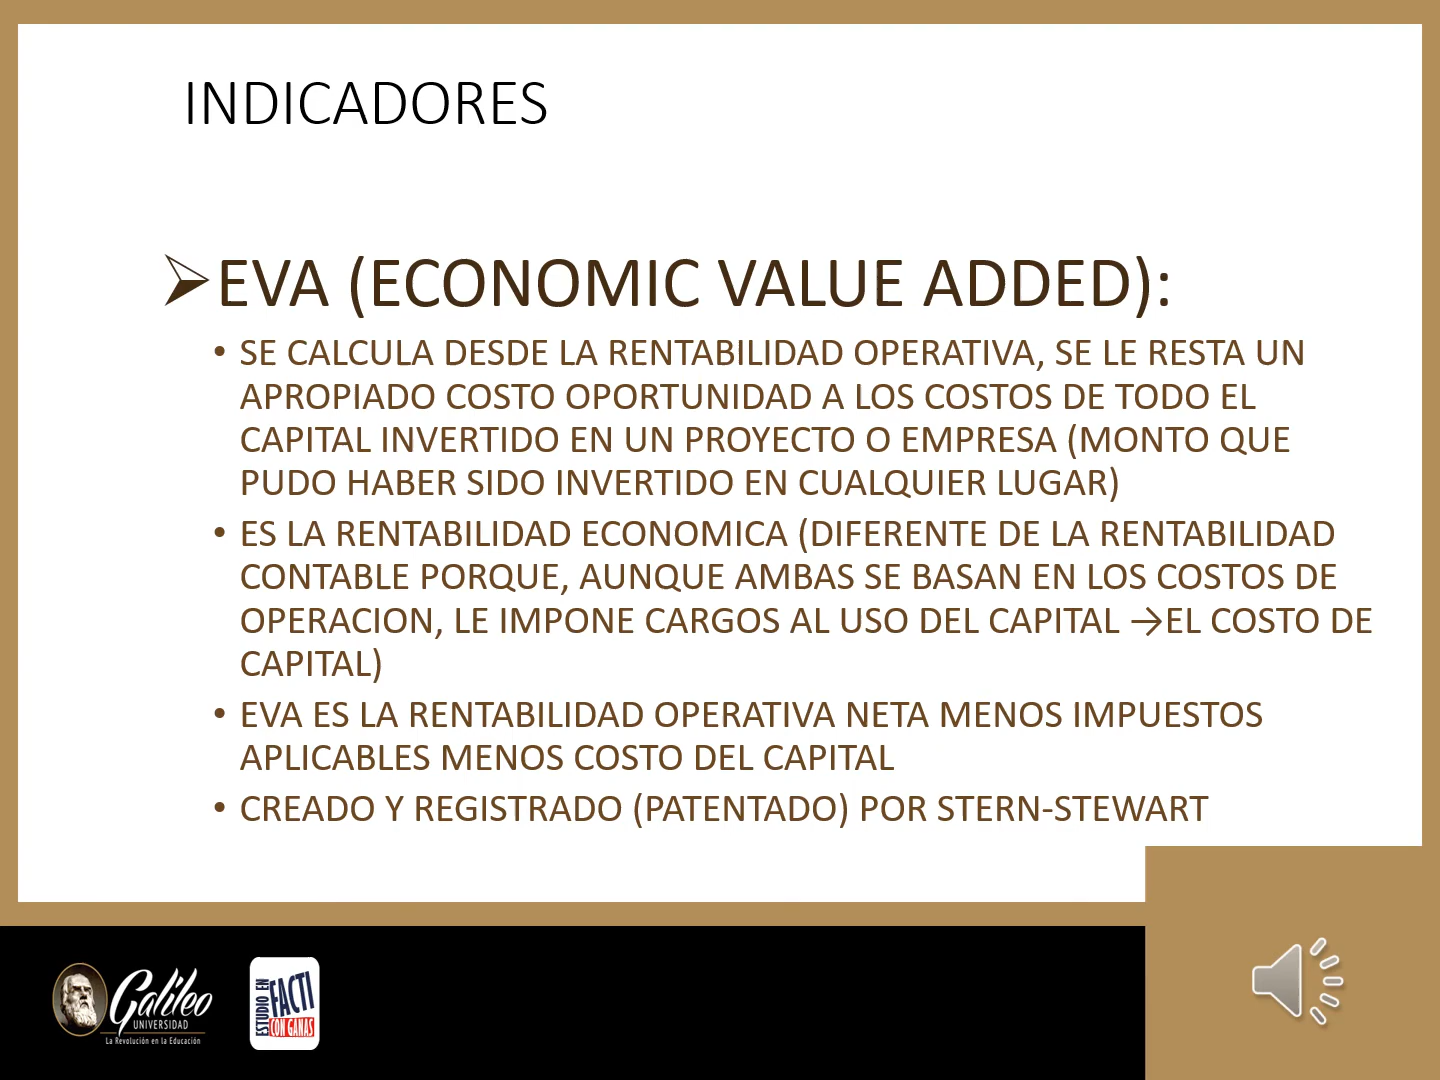 INDICADORES
➢EVA (ECONOMIC VALUE ADDED):
• SE CALCULA DESDE LA RENTABILIDAD OPERATIVA, SE LE RESTA UN
APROPIADO COSTO OPORTUNIDAD A LOS COSTOS DE TODO EL
CAPITAL INVERTIDO EN UN PROYECTO O EMPRESA (MONTO QUE
PUDO HABER SIDO INVERTIDO EN CUALQUIER LUGAR)
• ES LA RENTABILIDAD ECONOMICA (DIFERENTE DE LA RENTABILIDAD
CONTABLE PORQUE, AUNQUE AMBAS SE BASAN EN LOS COSTOS DE
OPERACION, LE IMPONE CARGOS AL USO DEL CAPITAL →EL COSTO DE
CAPITAL)
• EVA ES LA RENTABILIDAD OPERATIVA NETA MENOS IMPUESTOS
APLICABLES MENOS COSTO DEL CAPITAL
• CREADO Y REGISTRADO (PATENTADO) POR STERN-STEWART
Galileo
UNIVERSIDAD
La Revolución en la Educación
ESTUDIO EN
FACTI
CON GANAS